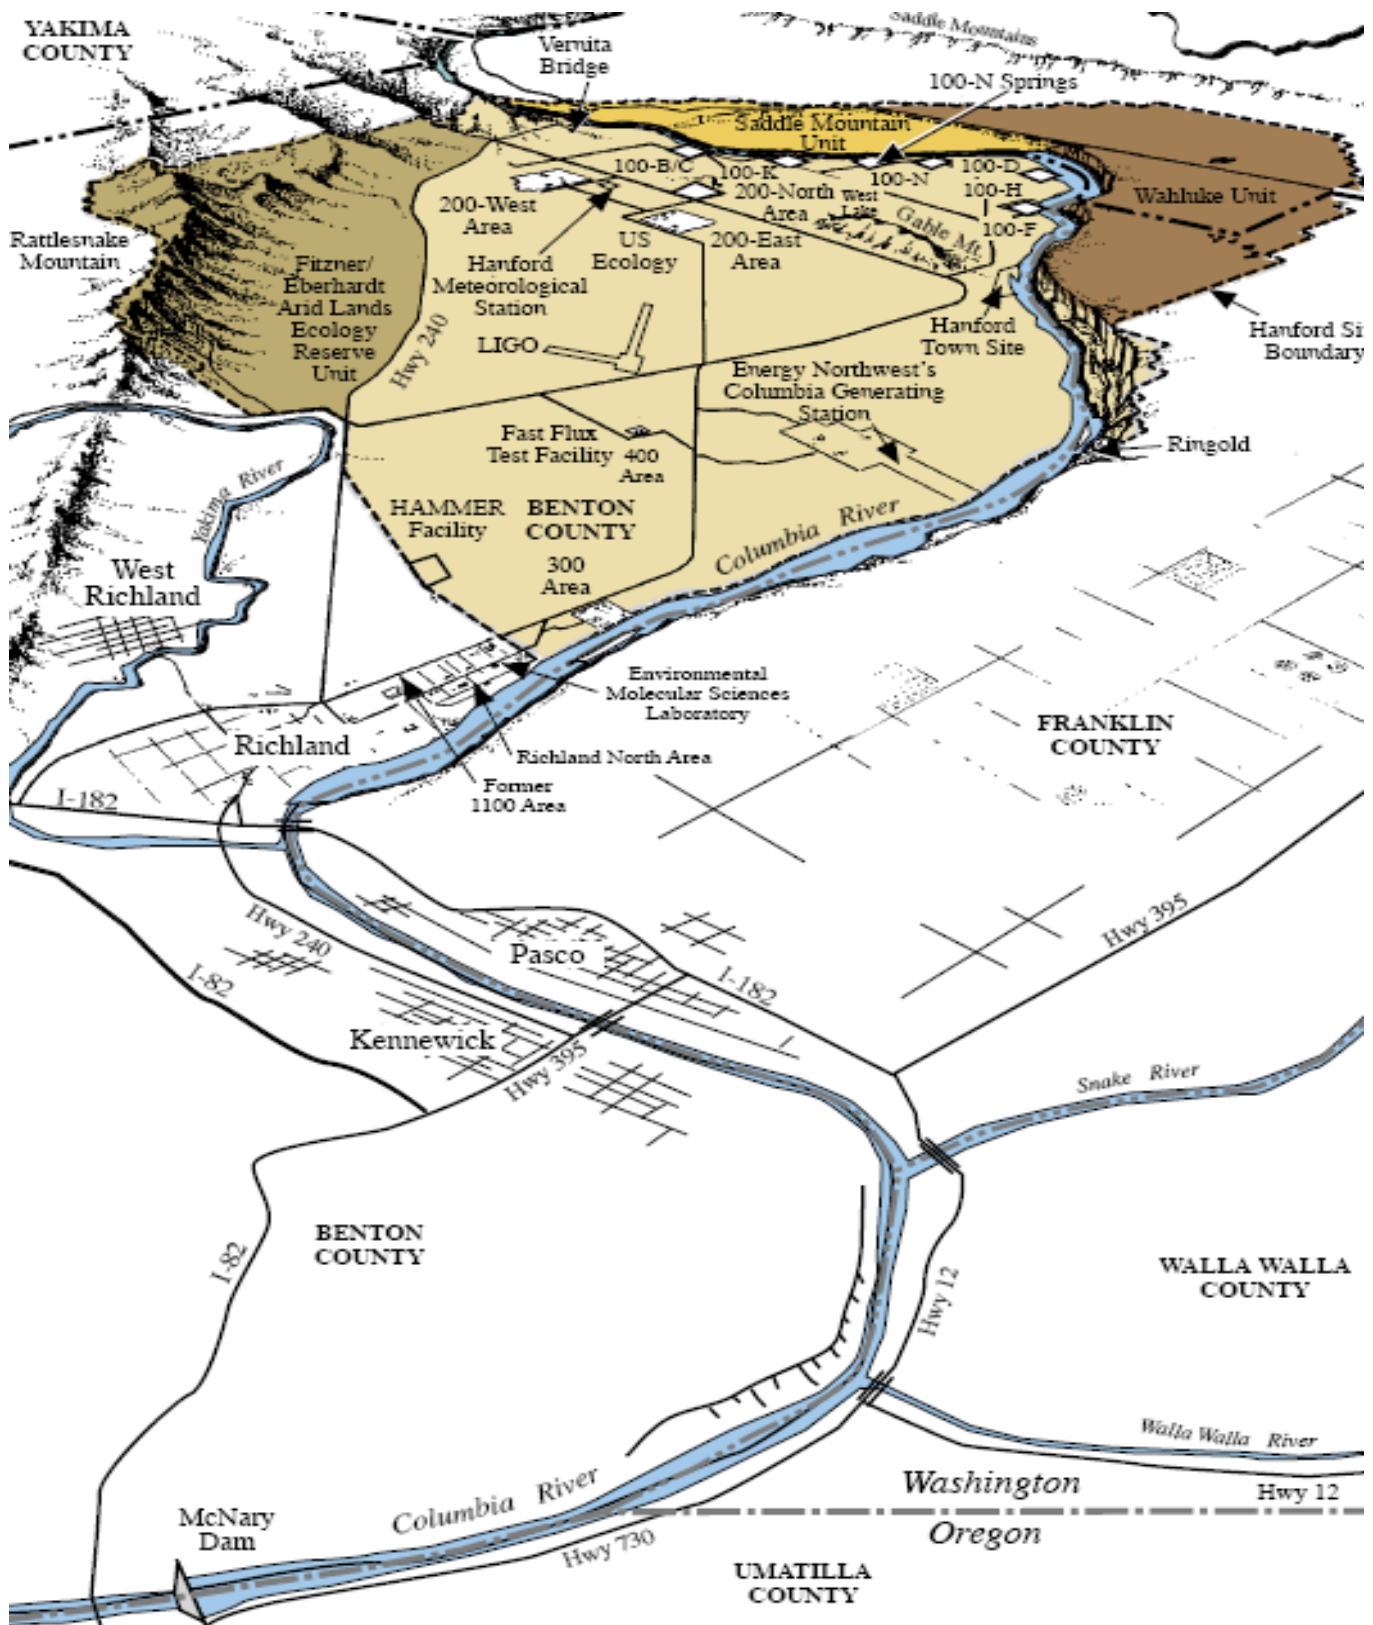 YAKIMA
COUNTY
Vernita
Bridge
Saddle Mountains
100-N Springs
Saddle Mountain
Unit
100-B/C
100-K
100-N
100-D
100-H
100-F
Wahluke Unit
200-West
Area
200-North
Area
West
Lake
Gable Mt.
US
Ecology
200-East
Area
Rattlesnake
Mountain
Fitzner/
Eberhardt
Arid Lands
Ecology
Reserve
Unit
Hanford
Meteorological
Station
Hwy 240
LIGO
Hanford
Town Site
Hanford Si
Boundary
Energy Northwest's
Columbia Generating
Station
Fast Flux
Test Facility
400
Area
Ringold
Yakima River
HAMMER
Facility
BENTON
COUNTY
Columbia River
300
Area
West
Richland
Environmental
Molecular Sciences
Laboratory
FRANKLIN
COUNTY
Richland
Richland North Area
Former
1100 Area
I-182
Hwy 240
I-82
Pasco
I-182
Hwy 395
Kennewick
Hwy 395
Snake River
BENTON
COUNTY
I-82
Hwy 12
WALLA WALLA
COUNTY
Walla Walla River
Columbia River
Washington
Hwy 12
McNary
Dam
Oregon
Hwy 730
UMATILLA
COUNTY